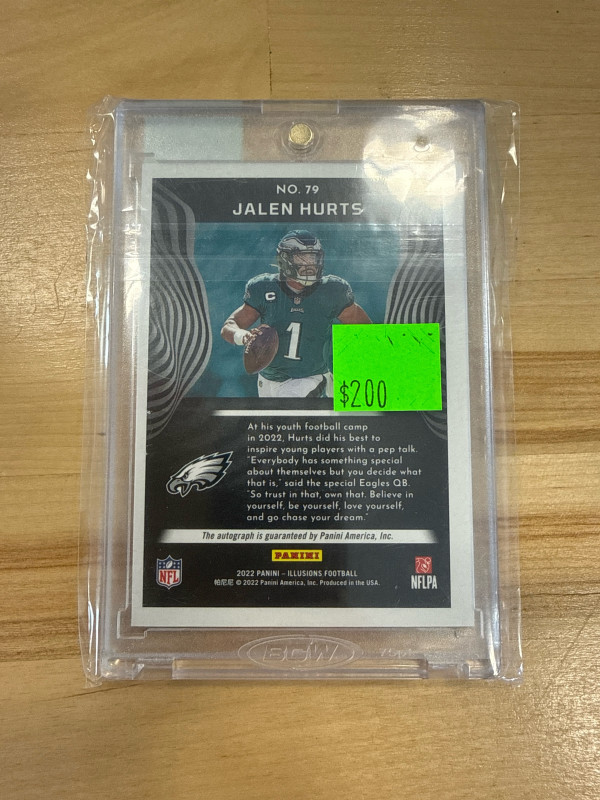 NO. 79
JALEN HURTS
C
1
$200
At his youth football camp
in 2022, Hurts did his best to
inspire young players with a pep talk.
"Everybody has something special
about themselves but you decide what
that is," said the special Eagles QB.
"So trust in that, own that. Believe in
yourself, be yourself, love yourself,
and go chase your dream."
The autograph is guaranteed by Panini America, Inc.
PANINI
NFL
2022 PANINI – ILLUSIONS FOOTBALL
帕尼尼 © 2022 Panini America, Inc. Produced in the USA.
NFLPA
BCW